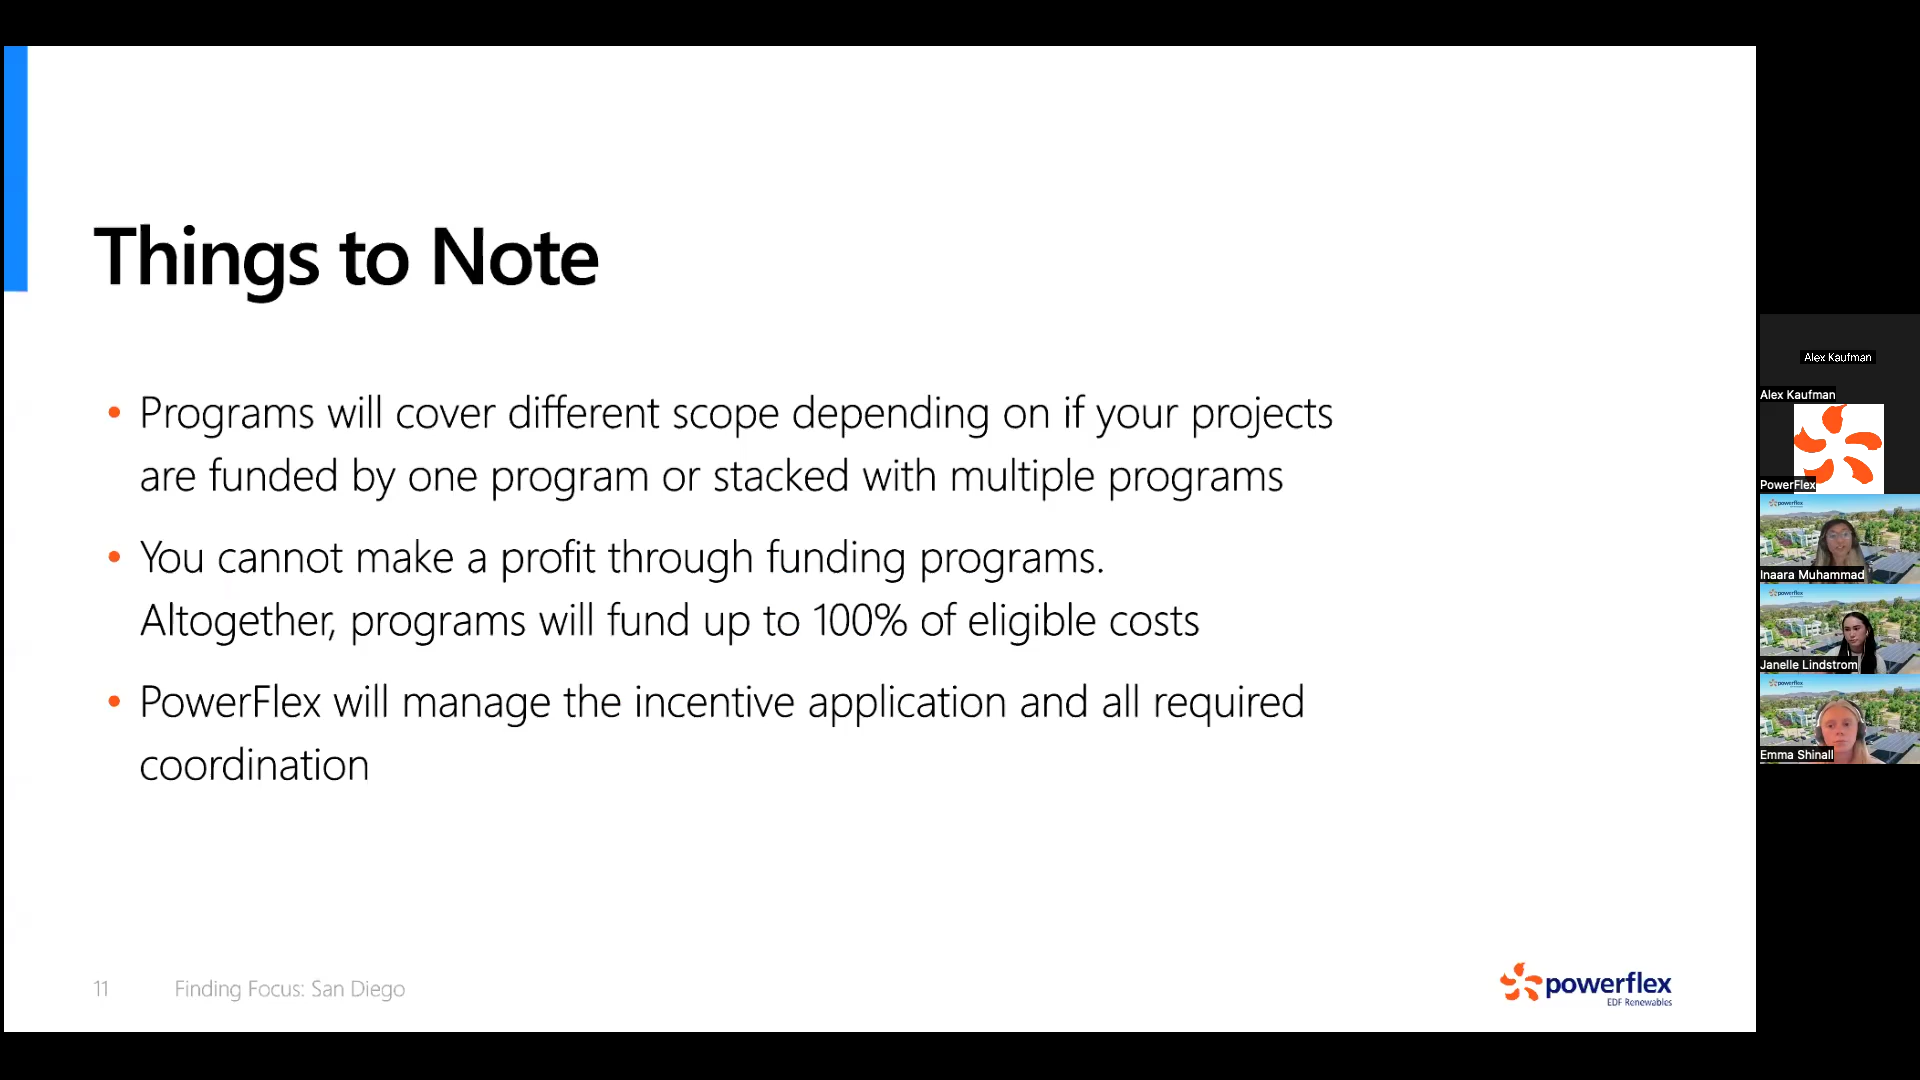 Things to Note
• Programs will cover different scope depending on if your projects
are funded by one program or stacked with multiple programs
• You cannot make a profit through funding programs.
Altogether, programs will fund up to 100% of eligible costs
• PowerFlex will manage the incentive application and all required
coordination
11 Finding Focus: San Diego
powerflex
EDF Renewables
Alex Kaufman
Alex Kaufman
PowerFlex
powerflex
Inaara Muhammad
powerflex
Janelle Lindstrom
powerflex
Emma Shinall